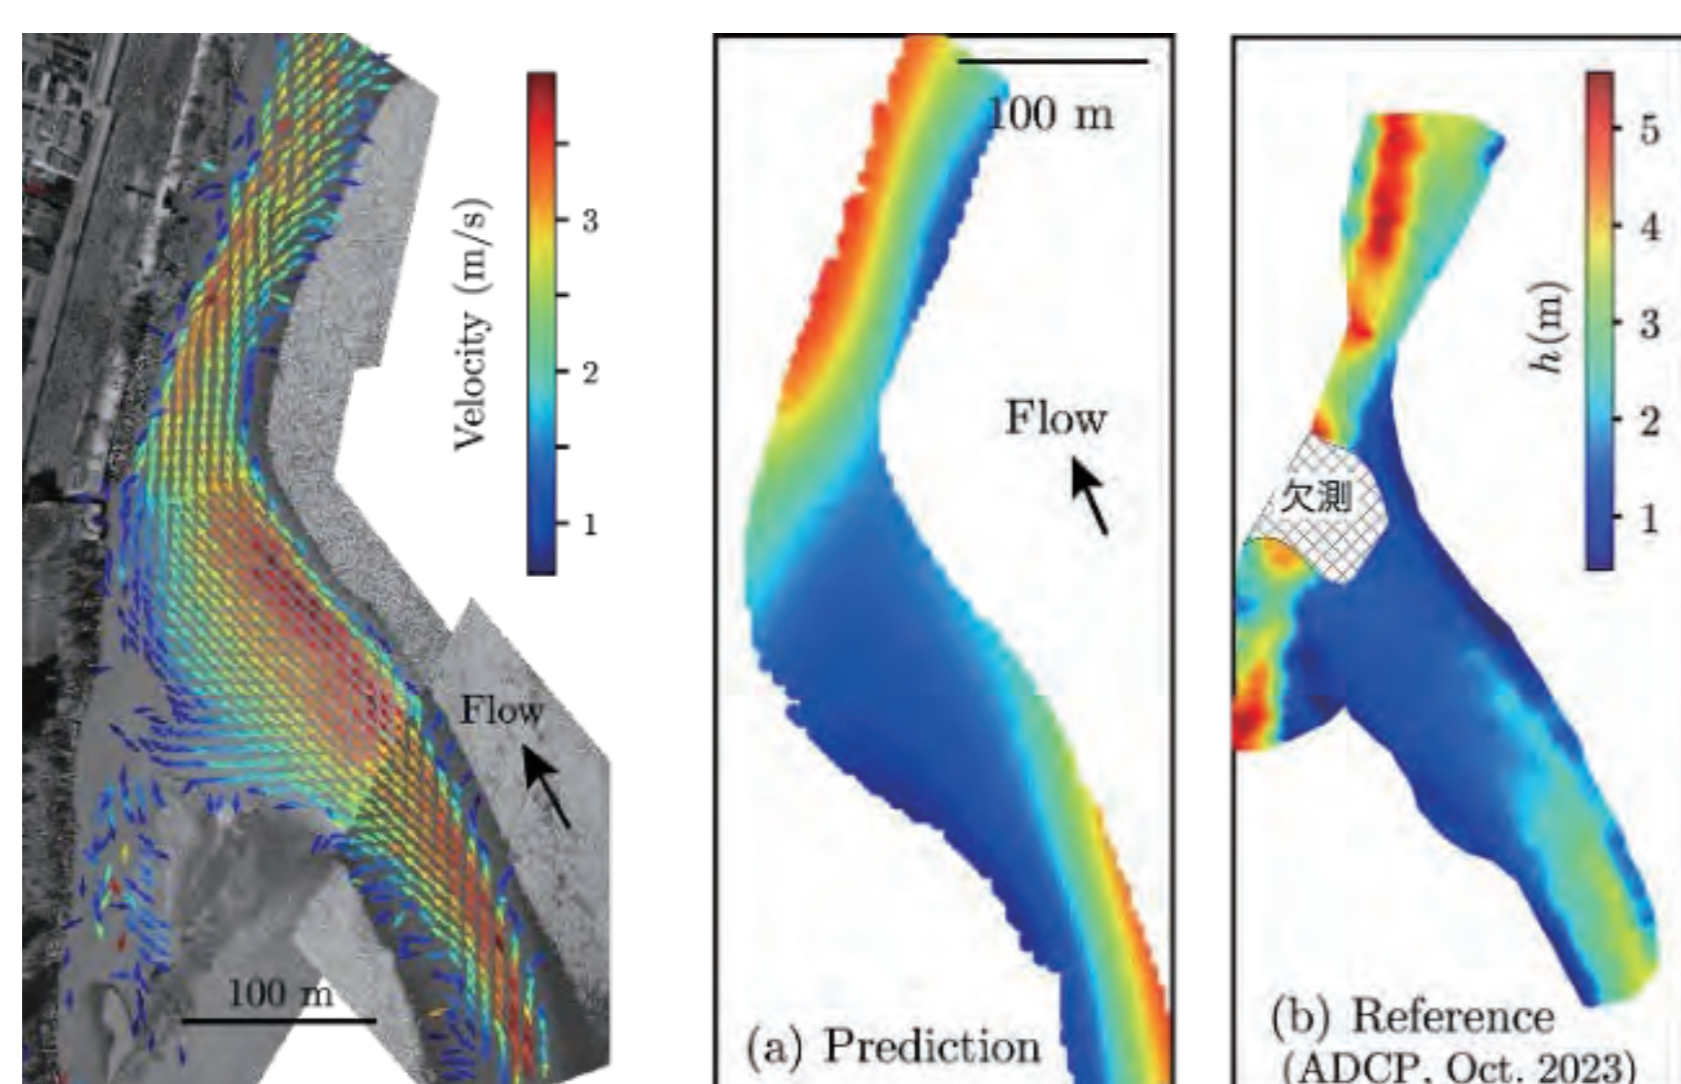 Velocity (m/s)
3
2
1
Flow
100 m
100 m
Flow
(a) Prediction
h(m)
5
4
3
2
1
欠測
(b) Reference
(ADCP, Oct. 2023)